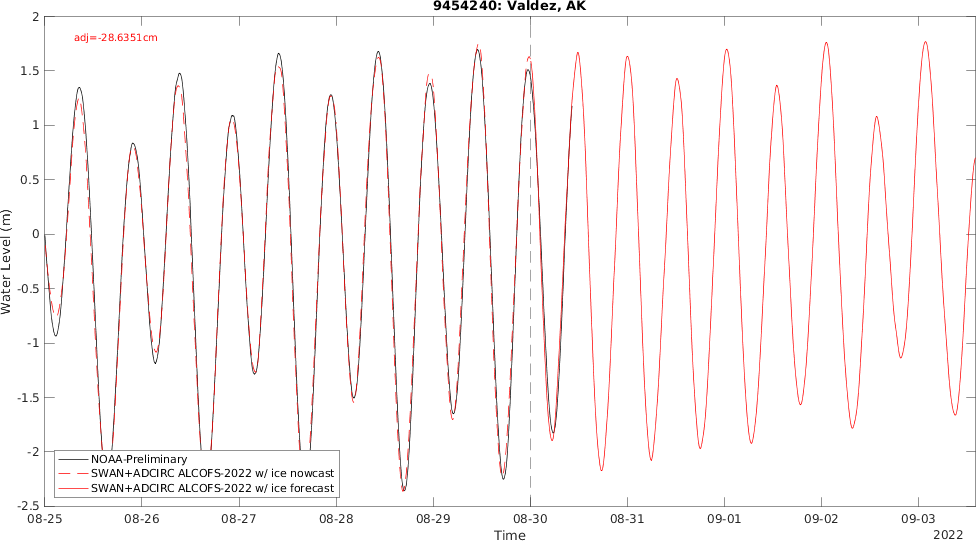 9454240: Valdez, AK
adj=-28.6351cm
2
1.5
1
0.5
0
-0.5
-1
-1.5
-2
-2.5
Water Level (m)
NOAA-Preliminary
SWAN+ADCIRC ALCOFS-2022 w/ ice nowcast
SWAN+ADCIRC ALCOFS-2022 w/ ice forecast
08-25 08-26 08-27 08-28 08-29 08-30 08-31 09-01 09-02 09-03
Time
2022